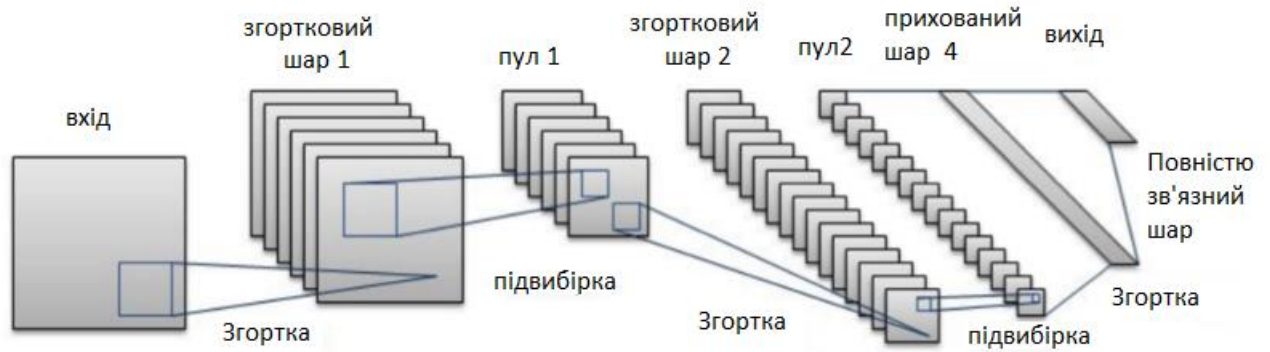 згортковий
шар 1
пул 1
згортковий
шар 2
пул2
прихований
шар 4
вихід
вхід
Повністю
зв'язний
шар
підвибірка
Згортка
Згортка
підвибірка
Згортка